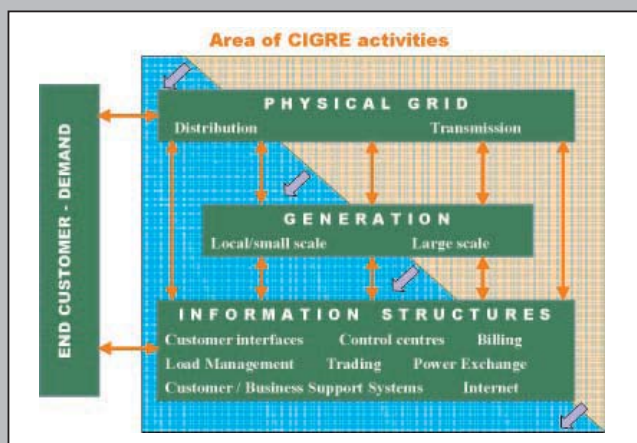 Area of CIGRE activities
END CUSTOMER - DEMAND
PHYSICAL GRID
Distribution Transmission
GENERATION
Local/small scale Large scale
INFORMATION STRUCTURES
Customer interfaces Control centres Billing
Load Management Trading Power Exchange
Customer / Business Support Systems Internet